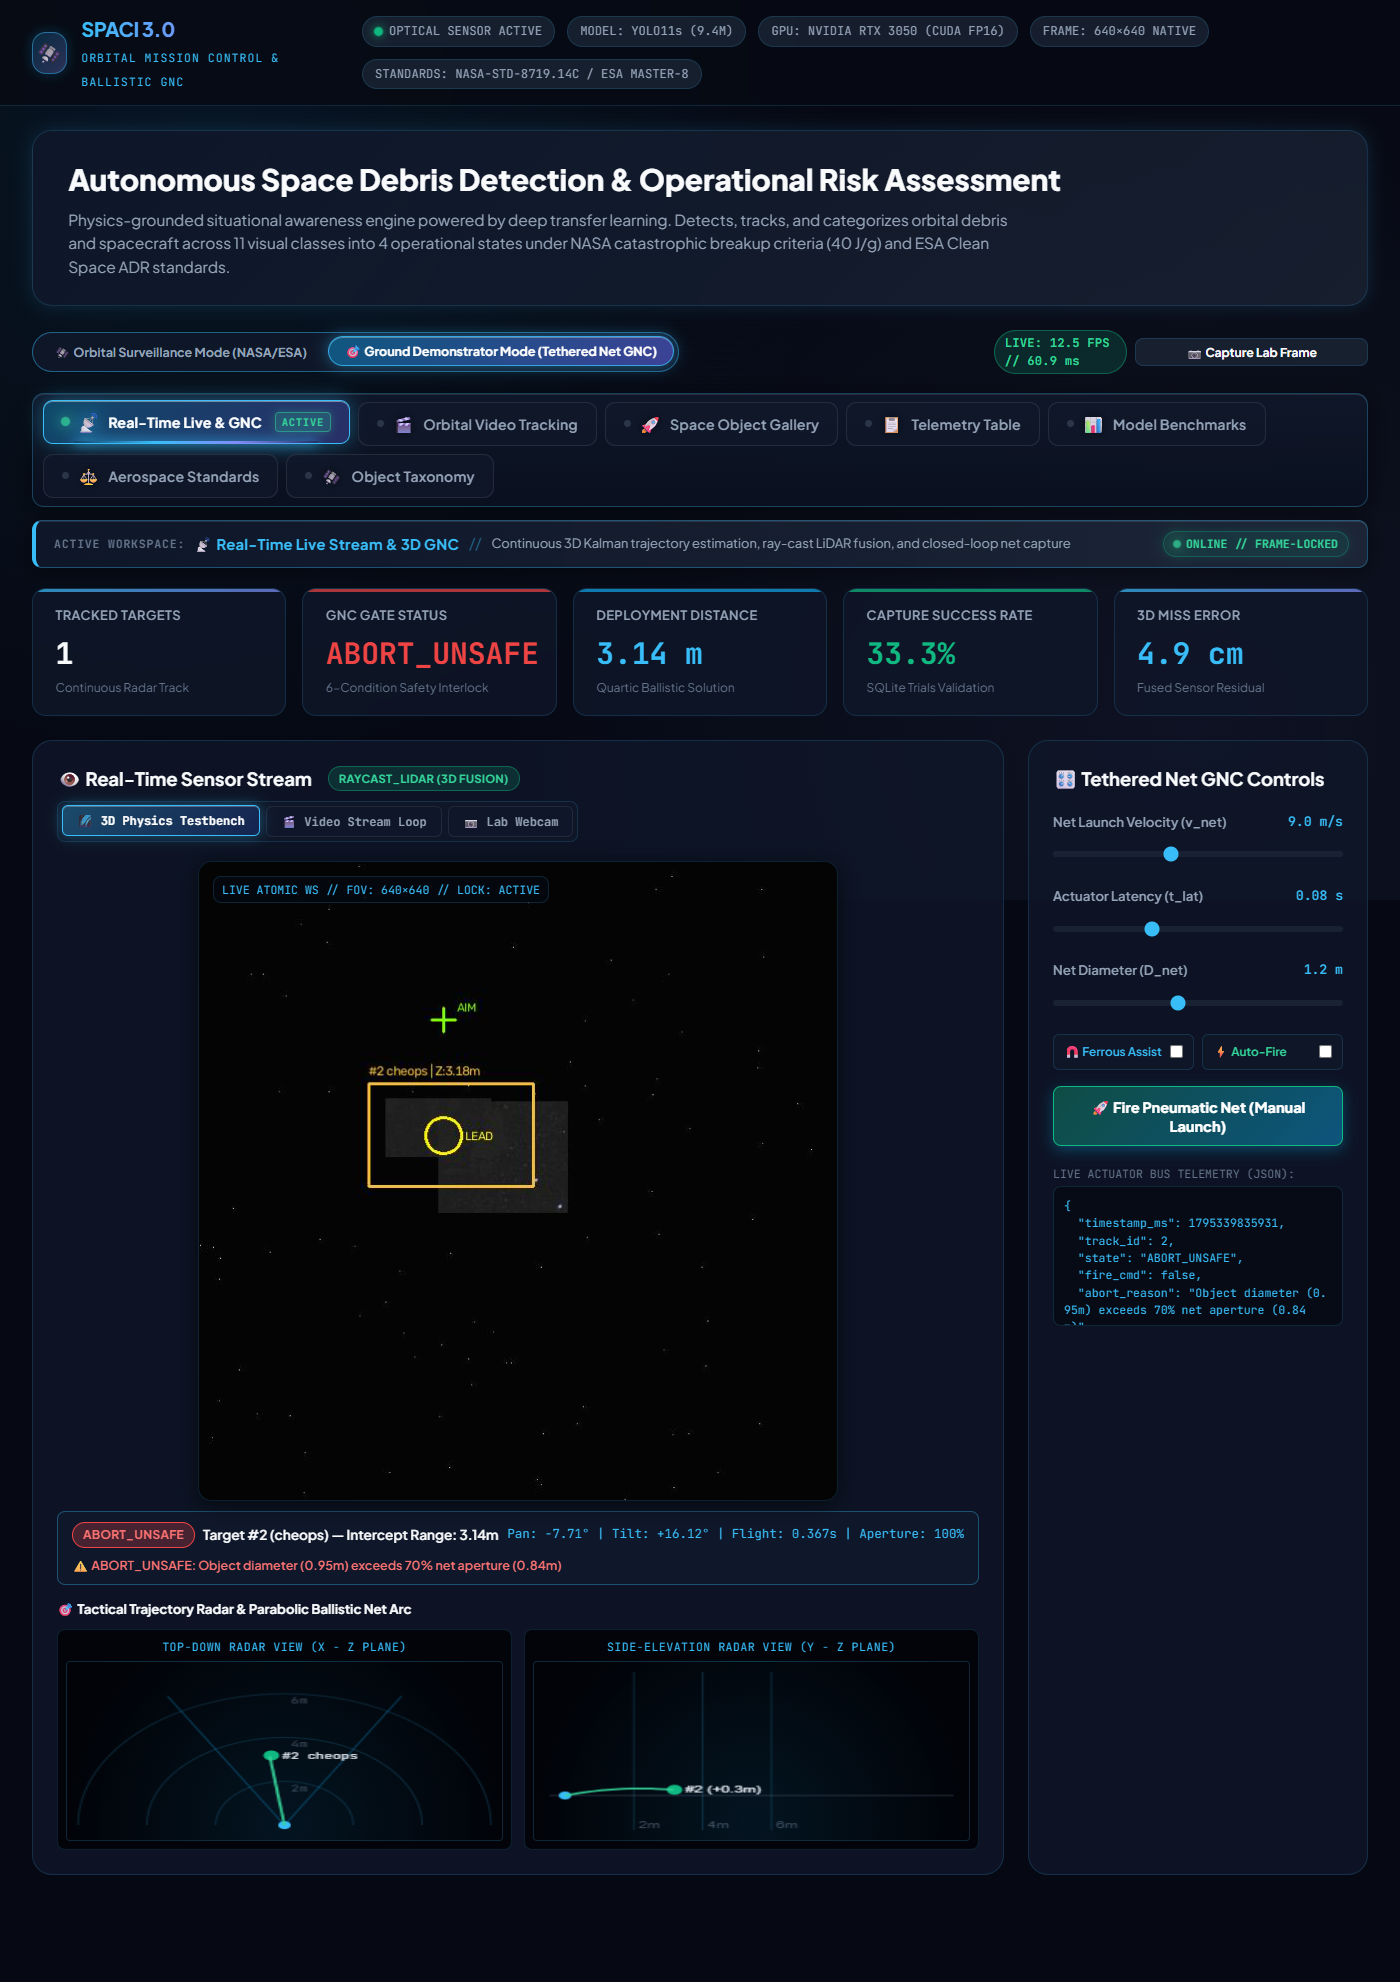 SPACI 3.0
ORBITAL MISSION CONTROL &
BALLISTIC GNC
OPTICAL SENSOR ACTIVE
MODEL: YOLO11s (9.4M)
GPU: NVIDIA RTX 3050 (CUDA FP16)
FRAME: 640×640 NATIVE
STANDARDS: NASA-STD-8719.14C / ESA MASTER-8
Autonomous Space Debris Detection & Operational Risk Assessment
Physics-grounded situational awareness engine powered by deep transfer learning. Detects, tracks, and categorizes orbital debris
and spacecraft across 11 visual classes into 4 operational states under NASA catastrophic breakup criteria (40 J/g) and ESA Clean
Space ADR standards.
Orbital Surveillance Mode (NASA/ESA)
Ground Demonstrator Mode (Tethered Net GNC)
LIVE: 12.5 FPS
// 60.9 ms
Capture Lab Frame
Real-Time Live & GNC ACTIVE
Orbital Video Tracking
Space Object Gallery
Telemetry Table
Model Benchmarks
Aerospace Standards
Object Taxonomy
ACTIVE WORKSPACE: Real-Time Live Stream & 3D GNC // Continuous 3D Kalman trajectory estimation, ray-cast LiDAR fusion, and closed-loop net capture
ONLINE // FRAME-LOCKED
TRACKED TARGETS
1
Continuous Radar Track
GNC GATE STATUS
ABORT_UNSAFE
6-Condition Safety Interlock
DEPLOYMENT DISTANCE
3.14 m
Quartic Ballistic Solution
CAPTURE SUCCESS RATE
33.3%
SQLite Trials Validation
3D MISS ERROR
4.9 cm
Fused Sensor Residual
Real-Time Sensor Stream
RAYCAST_LIDAR (3D FUSION)
3D Physics Testbench
Video Stream Loop
Lab Webcam
LIVE ATOMIC WS // FOV: 640×640 // LOCK: ACTIVE
AIM
#2 cheops | Z:3.18m
LEAD
ABORT_UNSAFE
Target #2 (cheops) — Intercept Range: 3.14m
Pan: -7.71° | Tilt: +16.12° | Flight: 0.367s | Aperture: 100%
ABORT_UNSAFE: Object diameter (0.95m) exceeds 70% net aperture (0.84m)
Tactical Trajectory Radar & Parabolic Ballistic Net Arc
TOP-DOWN RADAR VIEW (X - Z PLANE)
6m
4m
#2 cheops
2m
SIDE-ELEVATION RADAR VIEW (Y - Z PLANE)
#2 (+0.3m)
2m
4m
6m
Tethered Net GNC Controls
Net Launch Velocity (v_net)
9.0 m/s
Actuator Latency (t_lat)
0.08 s
Net Diameter (D_net)
1.2 m
Ferrous Assist
Auto-Fire
Fire Pneumatic Net (Manual
Launch)
LIVE ACTUATOR BUS TELEMETRY (JSON):
{
"timestamp_ms": 1795339835931,
"track_id": 2,
"state": "ABORT_UNSAFE",
"fire_cmd": false,
"abort_reason": "Object diameter (0.
95m) exceeds 70% net aperture (0.84